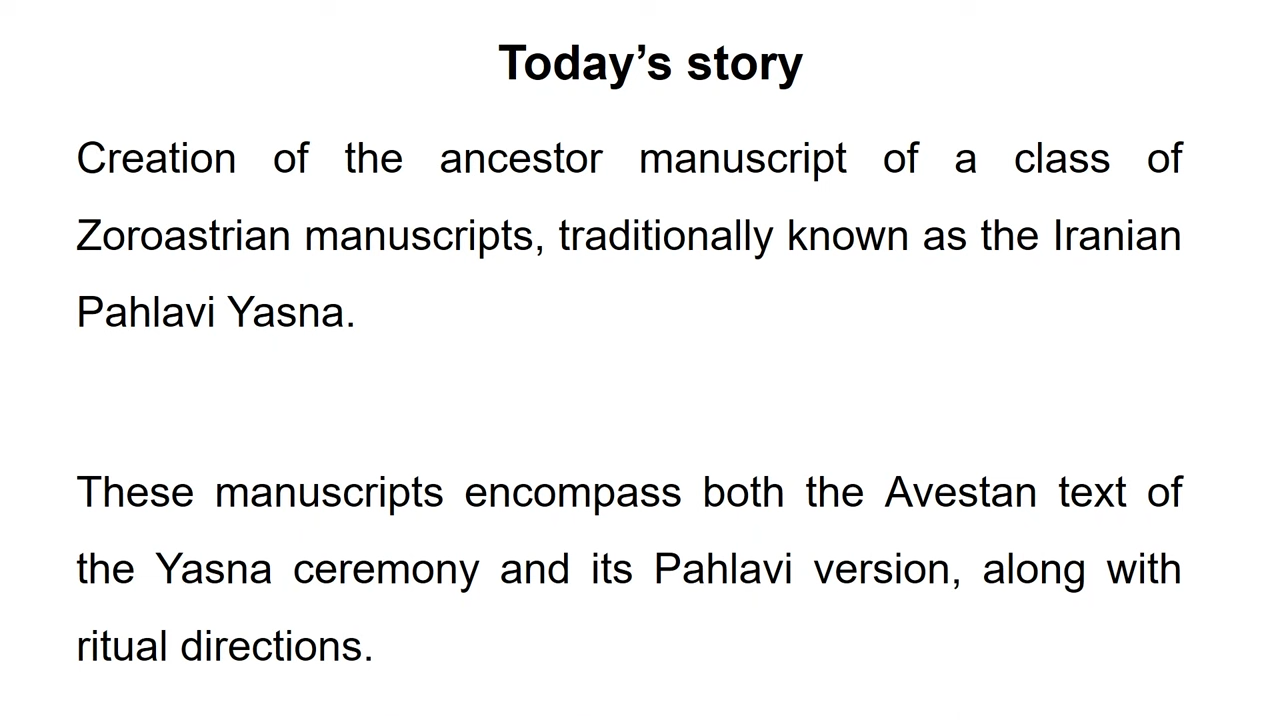 Today’s story
Creation of the ancestor manuscript of a class of
Zoroastrian manuscripts, traditionally known as the Iranian
Pahlavi Yasna.
These manuscripts encompass both the Avestan text of
the Yasna ceremony and its Pahlavi version, along with
ritual directions.